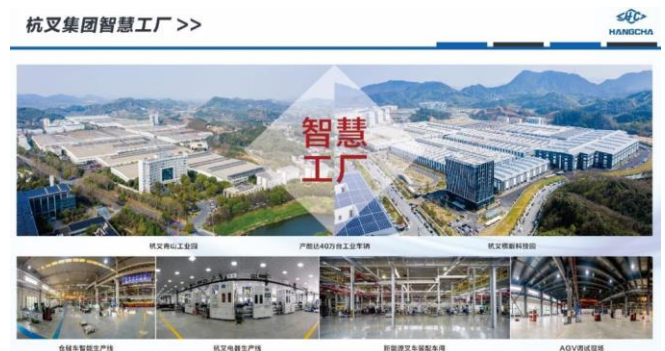 杭叉集团智慧工厂 >>
HC
HANGCHA
智慧
工厂
杭叉青山工业园
产能达40万台工业车辆
杭叉横畈科技园
仓储车智能生产线
杭叉电器生产线
新能源叉车装配车间
AGV调试现场